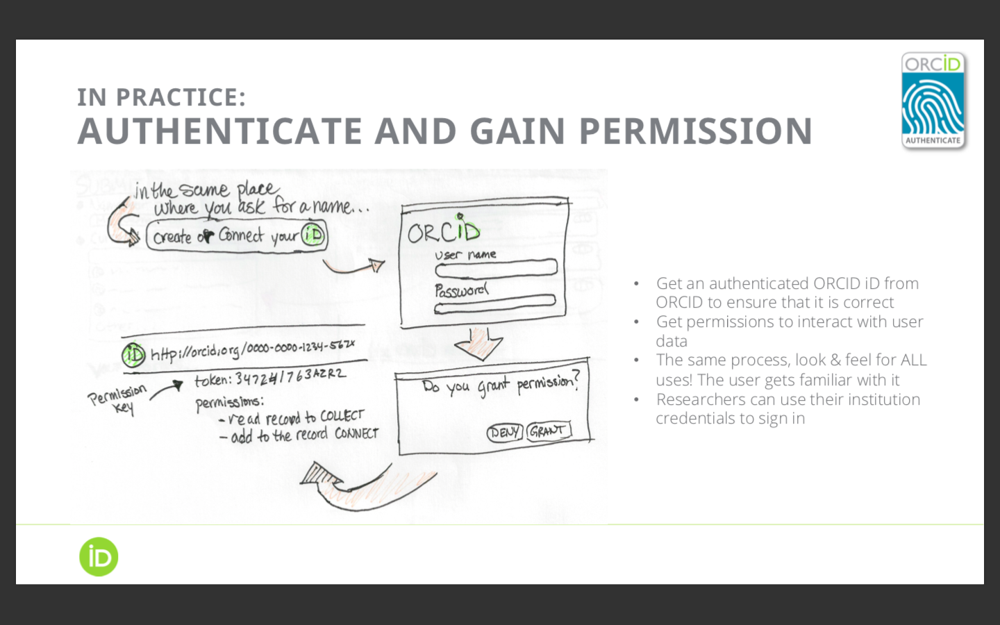 IN PRACTICE:
AUTHENTICATE AND GAIN PERMISSION
ORCiD
AUTHENTICATE
in the same place
where you ask for a name...
create or Connect your iD
ORCiD
User name
Password
Do you grant permission?
DENY GRANT
iD http://orcid.org/0000-0000-1234-567X
Permission
Key
permissions:
- read record to COLLECT
- add to the record CONNECT
• Get an authenticated ORCID iD from
ORCID to ensure that it is correct
• Get permissions to interact with user
data
• The same process, look & feel for ALL
uses! The user gets familiar with it
• Researchers can use their institution
credentials to sign in
iD